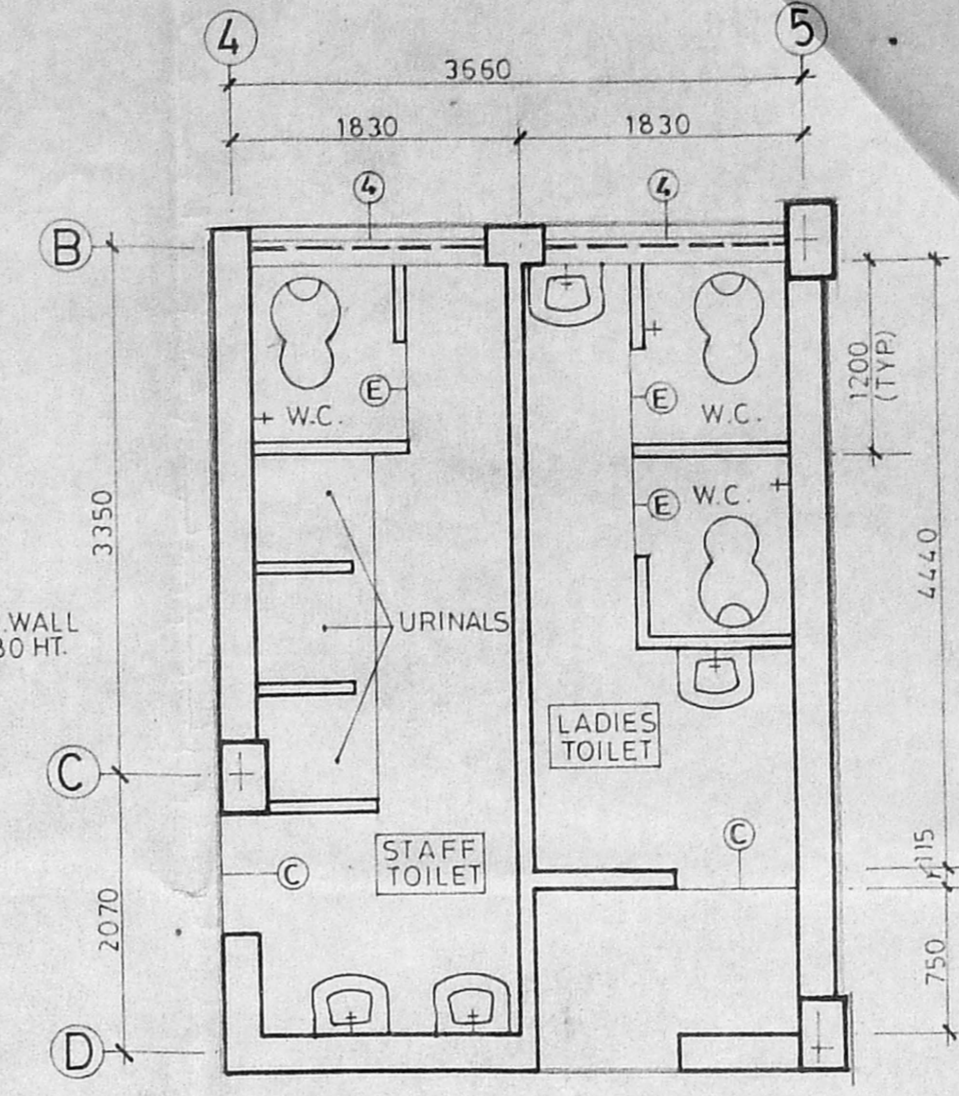 4
5
3660
1830
1830
4
4
B
1200
(TYP.)
E
W.C.
E
W.C.
E
W.C.
3350
4440
.WALL
30 HT.
URINALS
LADIES
TOILET
C
C
115
STAFF
TOILET
C
2070
750
D